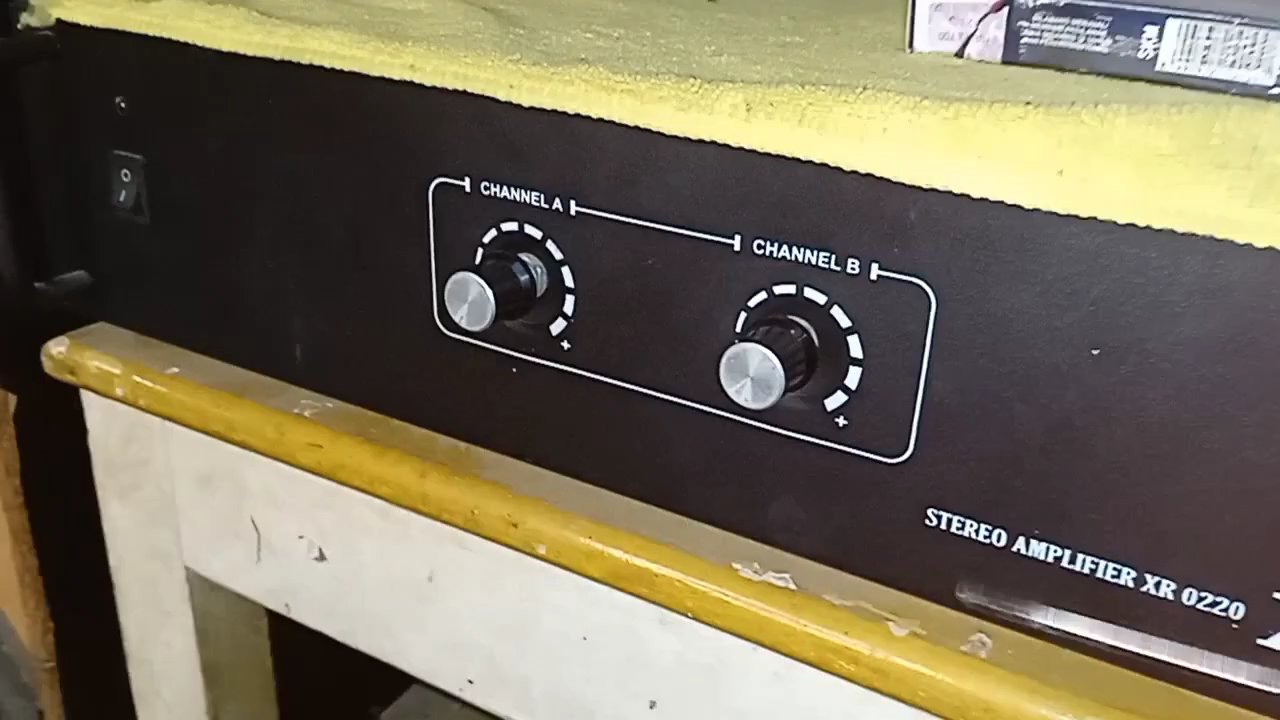 CHANNEL A
CHANNEL B
+
+
STEREO AMPLIFIER XR 0220